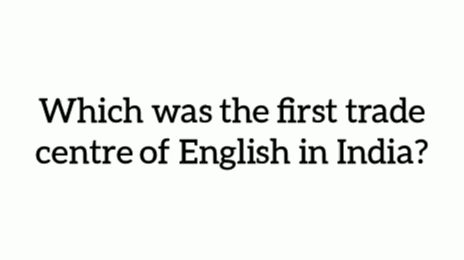 Which was the first trade
centre of English in India?